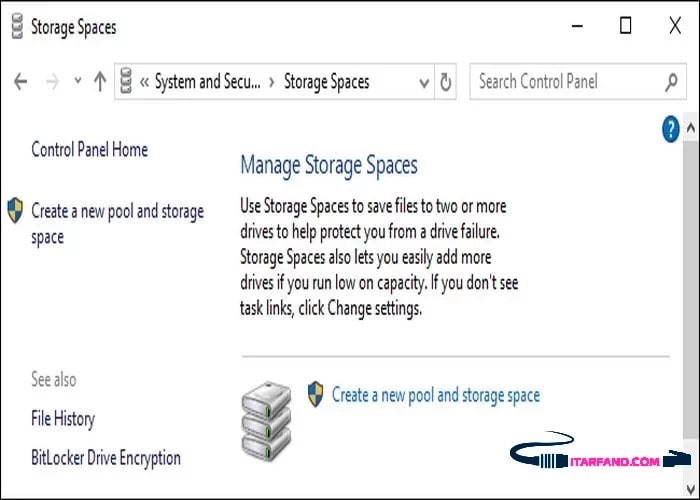 Storage Spaces
« System and Secu... › Storage Spaces
Search Control Panel
?
Control Panel Home
Create a new pool and storage
space
Manage Storage Spaces
Use Storage Spaces to save files to two or more
drives to help protect you from a drive failure.
Storage Spaces also lets you easily add more
drives if you run low on capacity. If you don't see
task links, click Change settings.
Create a new pool and storage space
See also
File History
BitLocker Drive Encryption
ITARFAND.COM